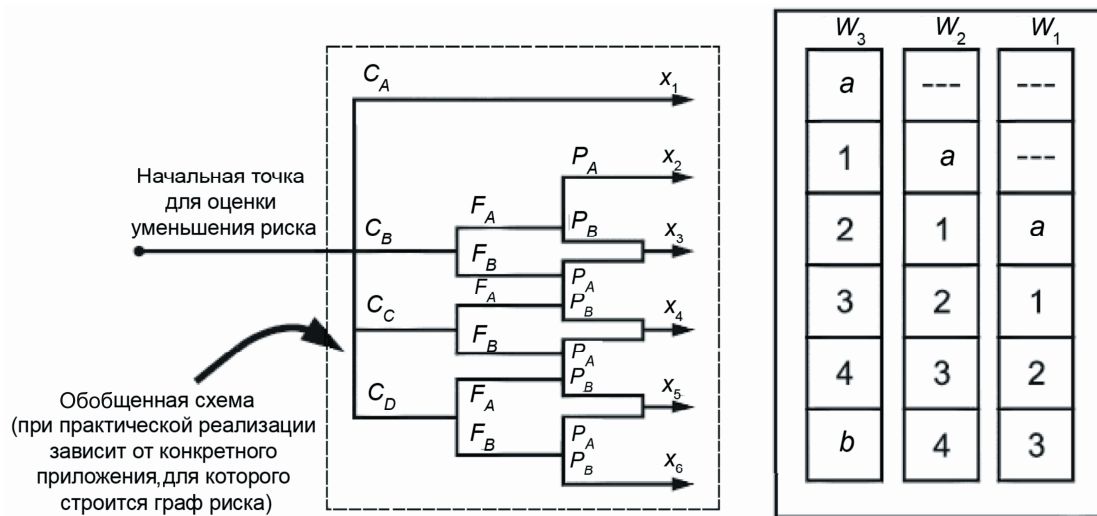 Начальная точка
для оценки
уменьшения риска
Обобщенная схема
(при практической реализации
зависит от конкретного
приложения,для которого
строится граф риска)
C_A
x_1
P_A
x_2
F_A
P_B
C_B
x_3
F_B
P_A
F_A
P_B
C_C
x_4
F_B
P_A
P_B
C_D
F_A
x_5
F_B
P_A
P_B
x_6
W_3 W_2 W_1
a --- ---
1 a ---
2 1 a
3 2 1
4 3 2
b 4 3